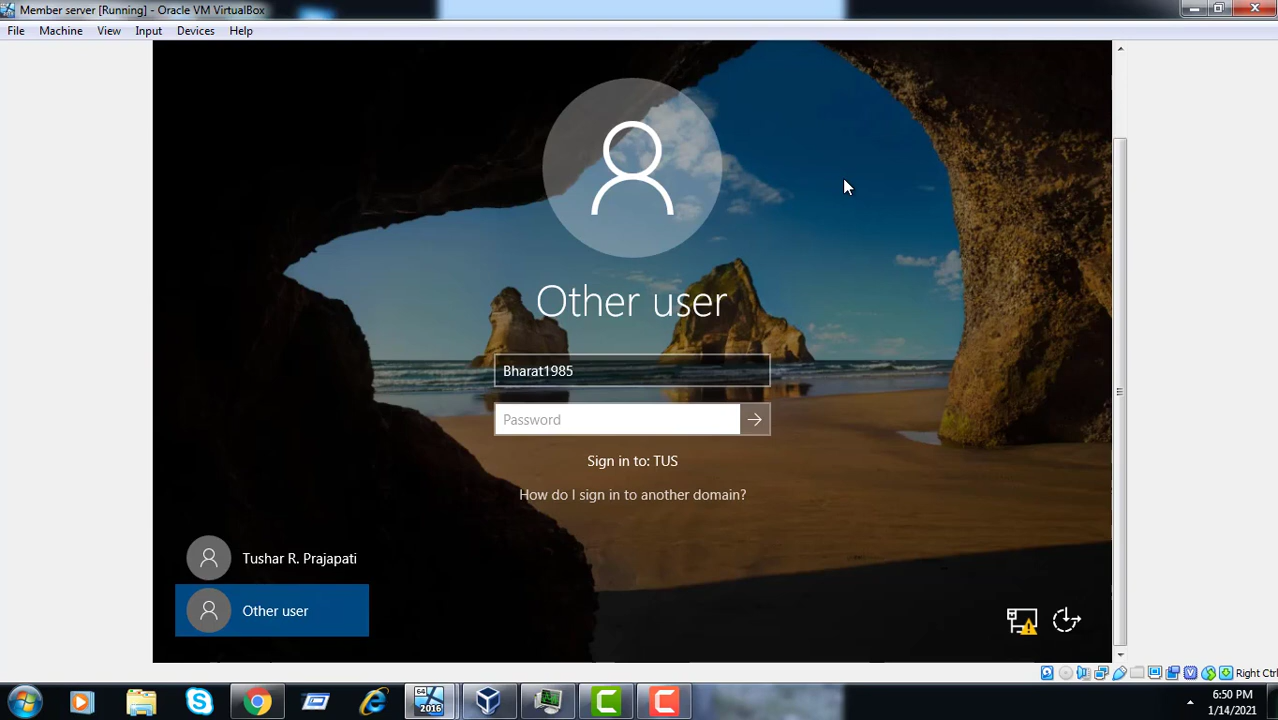 Member server [Running] - Oracle VM VirtualBox
File Machine View Input Devices Help
Other user
Bharat1985
Password
Sign in to: TUS
How do I sign in to another domain?
Tushar R. Prajapati
Other user
Right Ctrl
64
2016
6:50 PM
1/14/2021